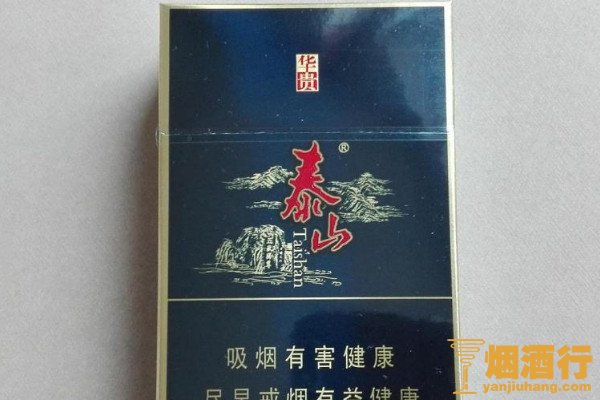 华贵
泰山®
Taishan
吸烟有害健康
尽早戒烟有益健康
烟酒行
yanjiuhang.com